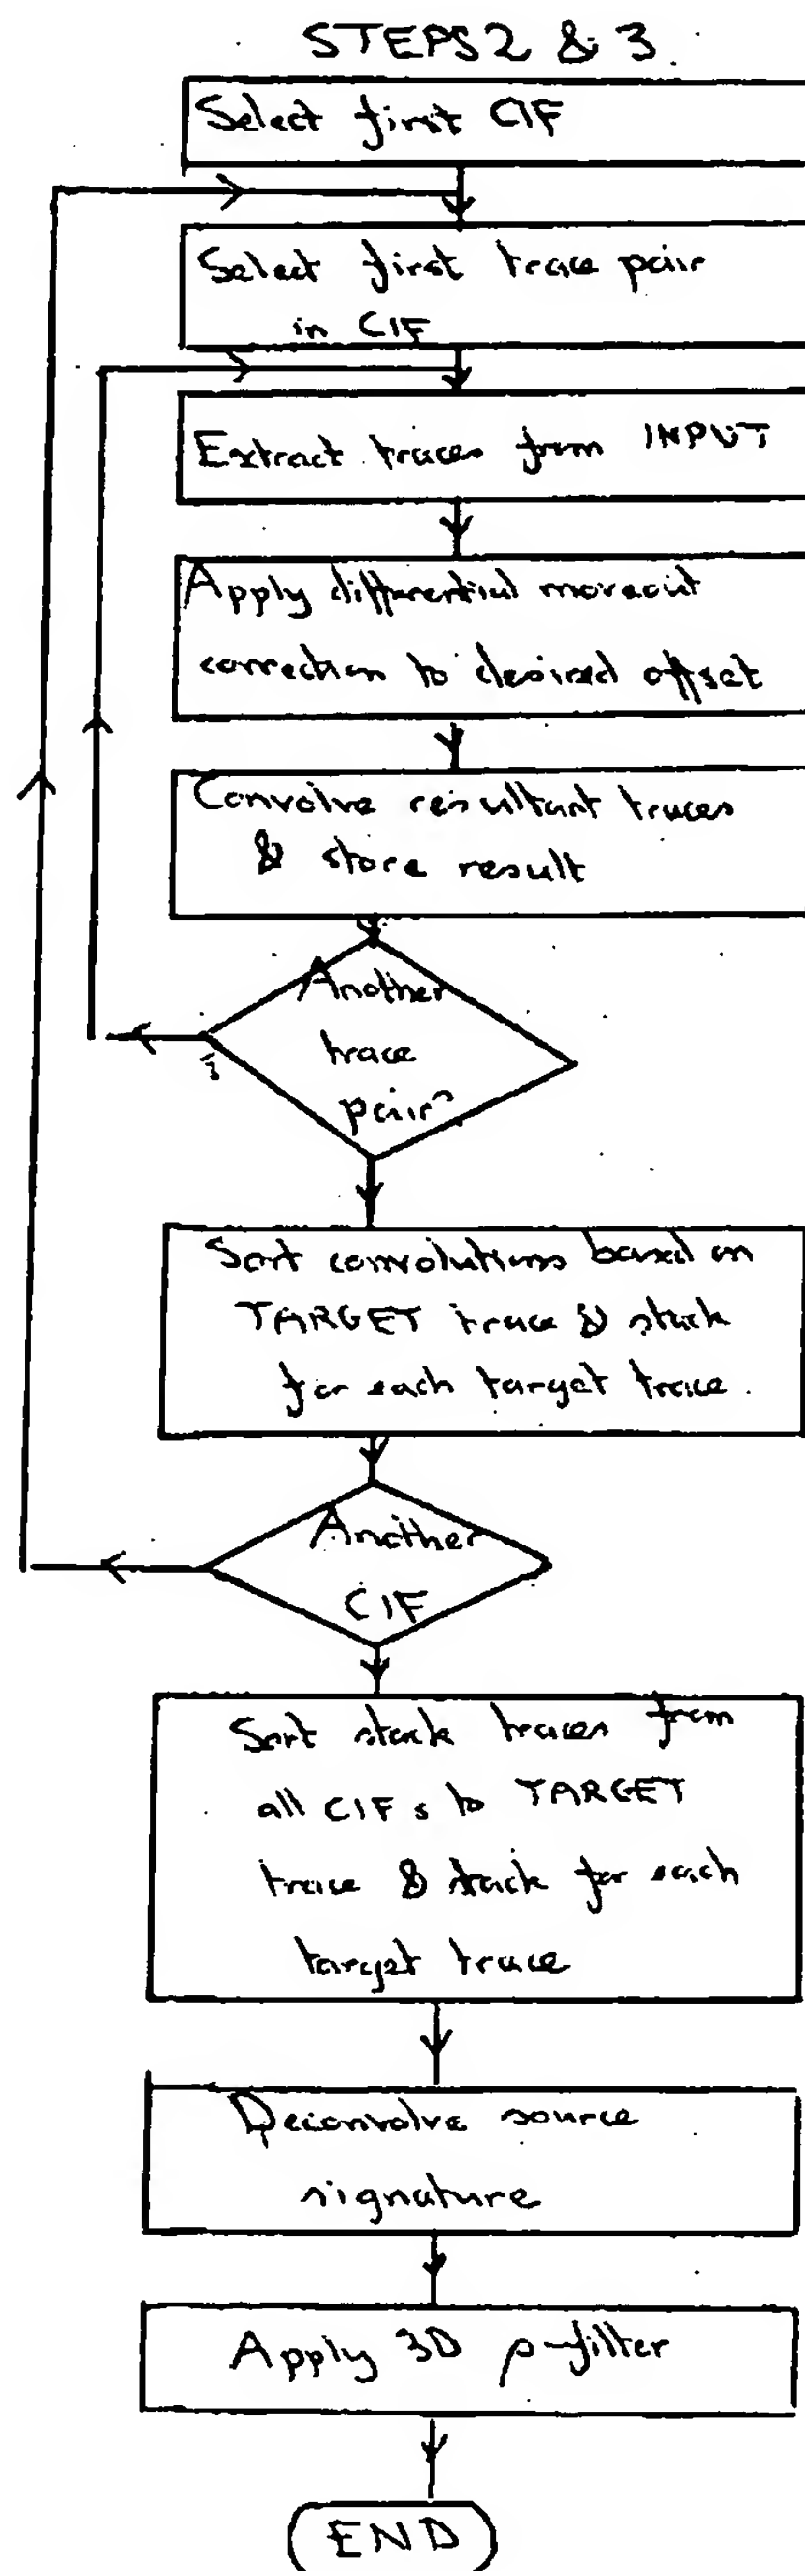 STEPS 2 & 3
Select first CIF
Select first trace pair
in CIF
Extract traces from INPUT
Apply differential moveout
correction to desired offset
Convolve resultant traces
& store result
Another
trace
pair?
Sort convolutions based on
TARGET trace & stack
for each target trace
Another
CIF
Sort stack traces from
all CIFs to TARGET
trace & stack for each
target trace
Deconvolve source
signature
Apply 3D ρ-filter
END